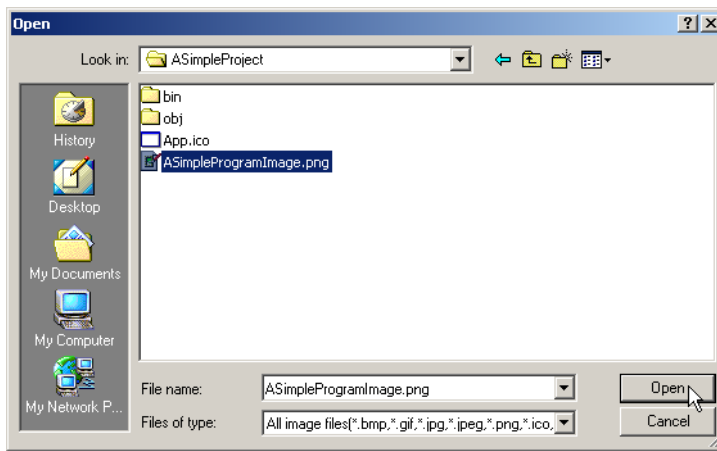 Open
Look in:
ASimpleProject
History
Desktop
My Documents
My Computer
My Network P...
bin
obj
App.ico
ASimpleProgramImage.png
File name:
ASimpleProgramImage.png
Open
Files of type:
All image files(*.bmp,*.gif,*.jpg,*.jpeg,*.png,*.ico,
Cancel